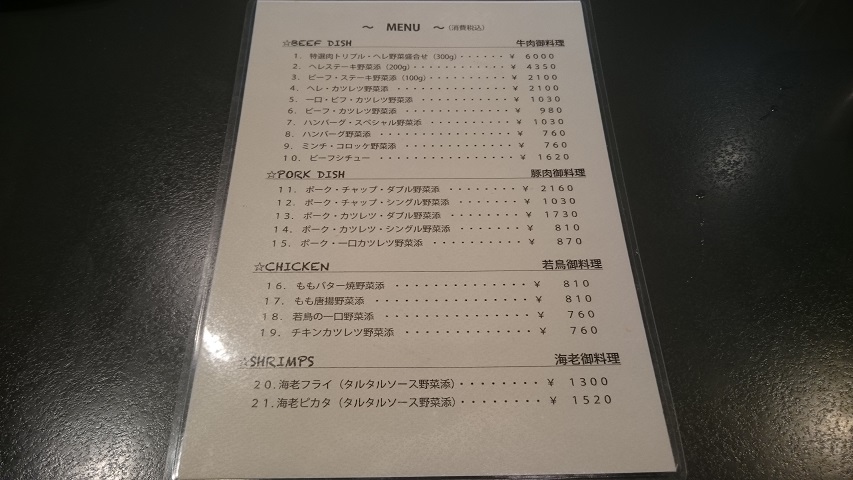 ～ MENU ～(消費税込)
☆BEEF DISH 牛肉御料理
1. 特選肉トリプル・ヘレ野菜盛合せ（300g）・・・・・・￥ 6000
2. ヘレステーキ野菜添（200g）・・・・・・・・・・・・￥ 4350
3. ビーフ・ステーキ野菜添（100g）・・・・・・・・・・・￥ 2100
4. ヘレ・カツレツ野菜添 ・・・・・・・・・・・・・・￥ 2100
5. 一口・ビフ・カツレツ野菜添 ・・・・・・・・・・・￥ 1030
6. ビーフ・カツレツ野菜添 ・・・・・・・・・・・・・￥ 980
7. ハンバーグ・スペシャル野菜添 ・・・・・・・・・・￥ 1030
8. ハンバーグ野菜添 ・・・・・・・・・・・・・・・・￥ 760
9. ミンチ・コロッケ野菜添 ・・・・・・・・・・・・・￥ 760
10. ビーフシチュー ・・・・・・・・・・・・・・・・￥ 1620
☆PORK DISH 豚肉御料理
11. ポーク・チャップ・ダブル野菜添 ・・・・・・・・￥ 2160
12. ポーク・チャップ・シングル野菜添 ・・・・・・・￥ 1030
13. ポーク・カツレツ・ダブル野菜添 ・・・・・・・・￥ 1730
14. ポーク・カツレツ・シングル野菜添 ・・・・・・・￥ 810
15. ポーク・一口カツレツ野菜添 ・・・・・・・・・・￥ 870
☆CHICKEN 若鳥御料理
16. ももバター焼野菜添 ・・・・・・・・・・・・・・￥ 810
17. もも唐揚野菜添 ・・・・・・・・・・・・・・・・￥ 810
18. 若鳥の一口野菜添 ・・・・・・・・・・・・・・・￥ 760
19. チキンカツレツ野菜添 ・・・・・・・・・・・・・￥ 760
☆SHRIMPS 海老御料理
20.海老フライ（タルタルソース野菜添）・・・・・・・・￥ 1300
21.海老ピカタ（タルタルソース野菜添）・・・・・・・・￥ 1520